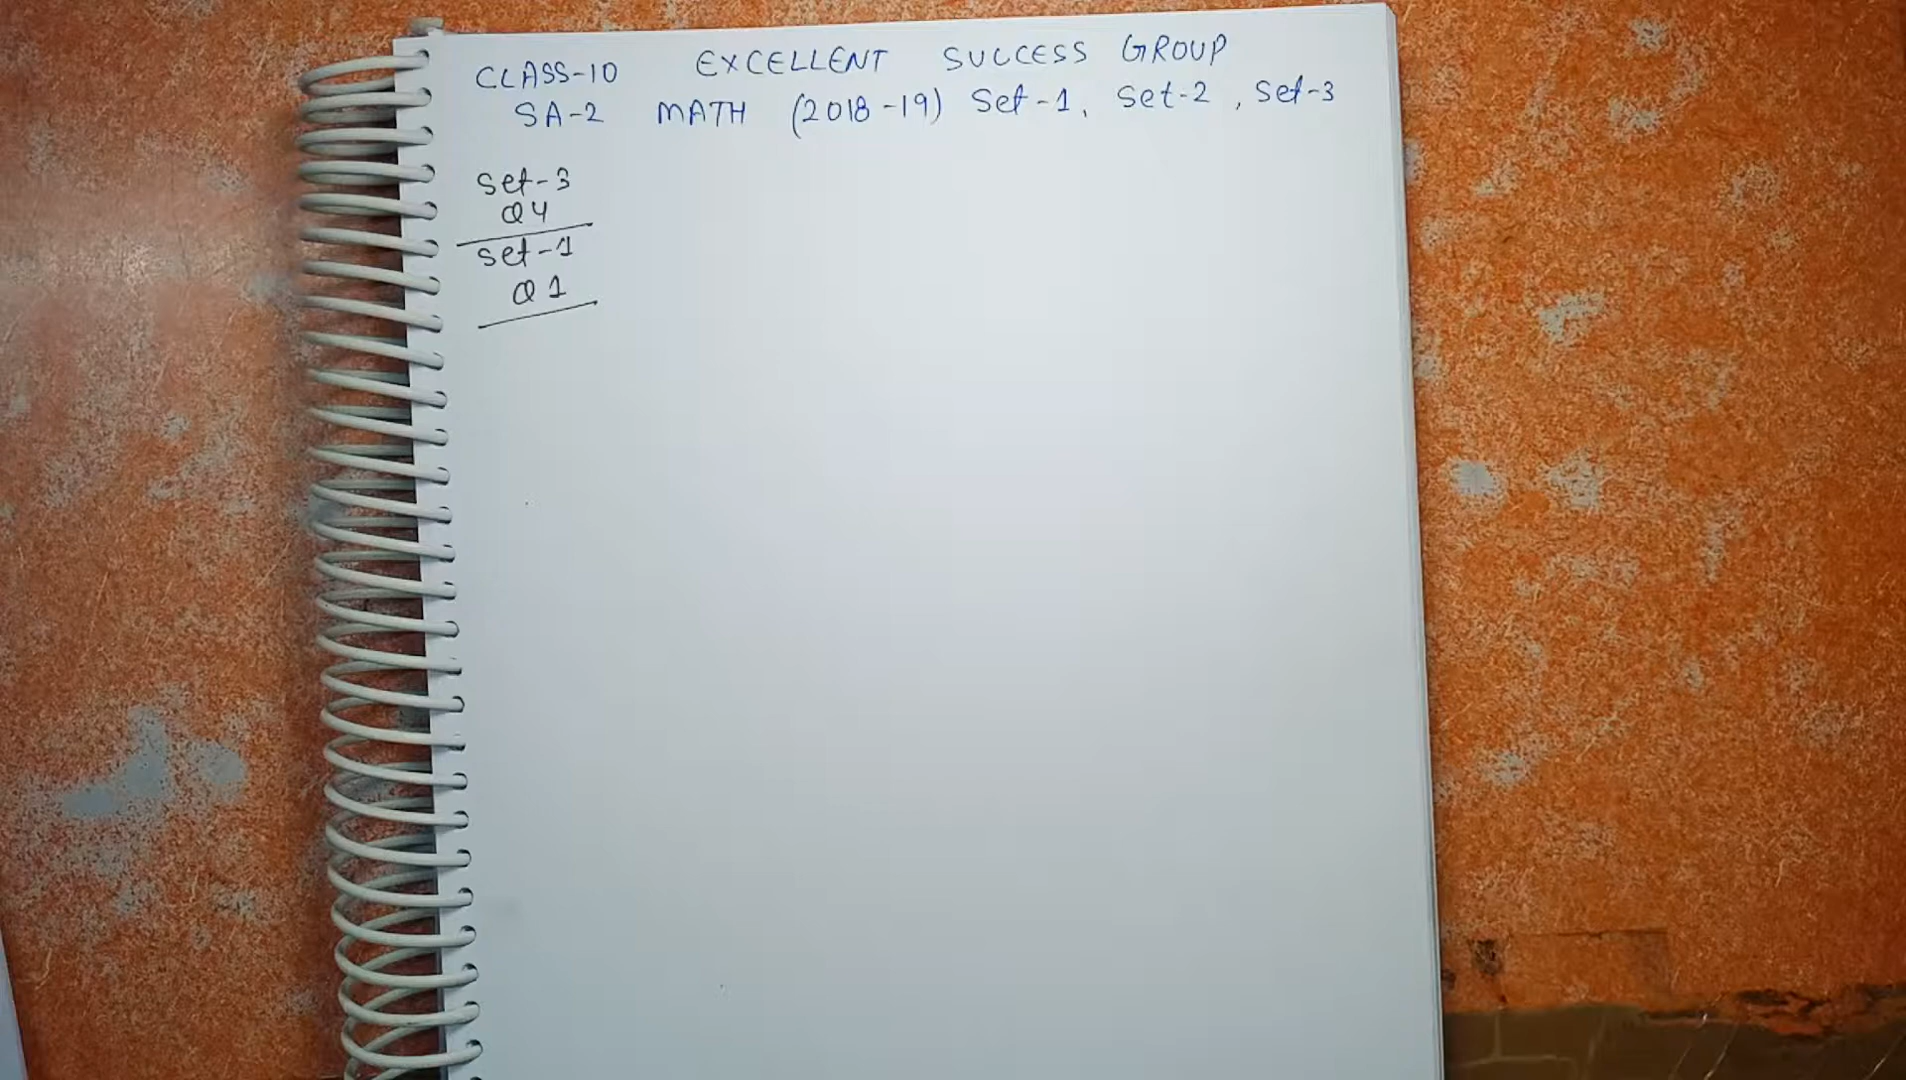 CLASS-10 EXCELLENT SUCCESS GROUP
SA-2 MATH (2018-19) Set-1, Set-2, Set-3
Set-3
Q4
Set-1
Q1